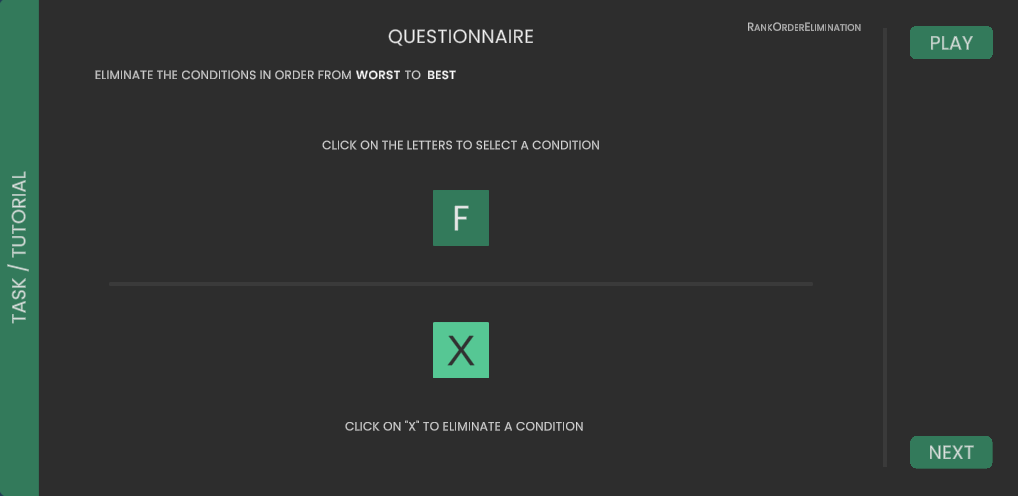 QUESTIONNAIRE
RANKORDERELIMINATION
PLAY
ELIMINATE THE CONDITIONS IN ORDER FROM WORST TO BEST
CLICK ON THE LETTERS TO SELECT A CONDITION
TASK / TUTORIAL
F
X
CLICK ON "X" TO ELIMINATE A CONDITION
NEXT